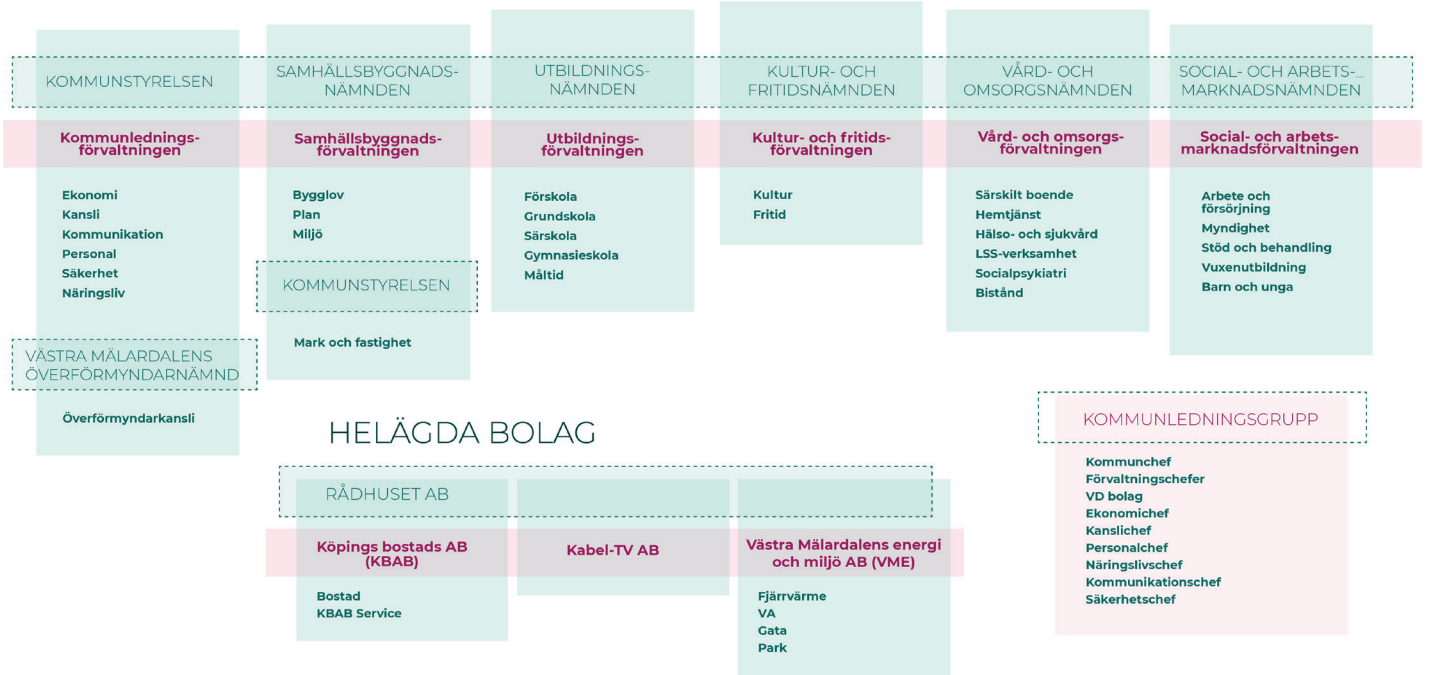 KOMMUNSTYRELSEN
Kommunlednings-
förvaltningen
Ekonomi
Kansli
Kommunikation
Personal
Säkerhet
Näringsliv
VÄSTRA MÄLARDALENS
ÖVERFÖRMYNDARNÄMND
Överförmyndarkansli
SAMHÄLLSBYGGNADS-
NÄMNDEN
Samhällsbyggnads-
förvaltningen
Bygglov
Plan
Miljö
KOMMUNSTYRELSEN
Mark och fastighet
UTBILDNINGS-
NÄMNDEN
Utbildnings-
förvaltningen
Förskola
Grundskola
Särskola
Gymnasieskola
Måltid
KULTUR- OCH
FRITIDSNÄMNDEN
Kultur- och fritids-
förvaltningen
Kultur
Fritid
VÅRD- OCH
OMSORGSNÄMNDEN
Vård- och omsorgs-
förvaltningen
Särskilt boende
Hemtjänst
Hälso- och sjukvård
LSS-verksamhet
Socialpsykiatri
Bistånd
SOCIAL- OCH ARBETS-_
MARKNADSNÄMNDEN
Social- och arbets-
marknadsförvaltningen
Arbete och
försörjning
Myndighet
Stöd och behandling
Vuxenutbildning
Barn och unga
HELÄGDA BOLAG
RÅDHUSET AB
Köpings bostads AB
(KBAB)
Bostad
KBAB Service
Kabel-TV AB
Västra Mälardalens energi
och miljö AB (VME)
Fjärrvärme
VA
Gata
Park
KOMMUNLEDNINGSGRUPP
Kommunchef
Förvaltningschefer
VD bolag
Ekonomichef
Kanslichef
Personalchef
Näringslivschef
Kommunikationschef
Säkerhetschef